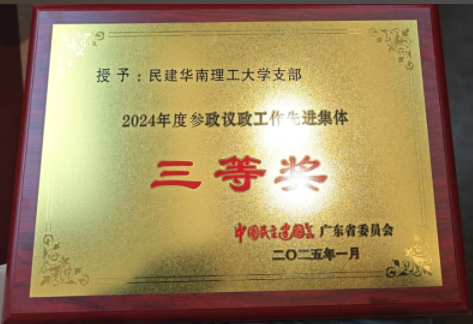 授予：民建华南理工大学支部
2024年度参政议政工作先进集体
三等奖
中国民主建国会 广东省委员会
二〇二五年一月